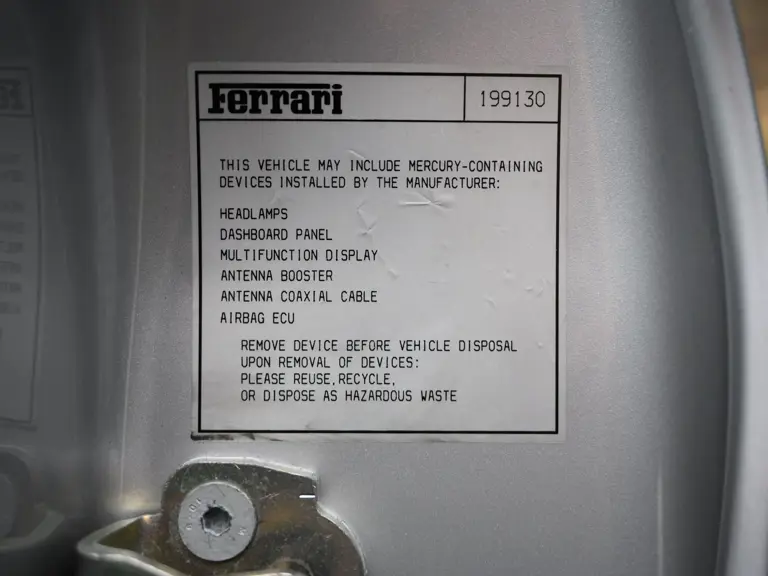 Ferrari
199130
THIS VEHICLE MAY INCLUDE MERCURY-CONTAINING
DEVICES INSTALLED BY THE MANUFACTURER:
HEADLAMPS
DASHBOARD PANEL
MULTIFUNCTION DISPLAY
ANTENNA BOOSTER
ANTENNA COAXIAL CABLE
AIRBAG ECU
REMOVE DEVICE BEFORE VEHICLE DISPOSAL
UPON REMOVAL OF DEVICES:
PLEASE REUSE,RECYCLE,
OR DISPOSE AS HAZARDOUS WASTE